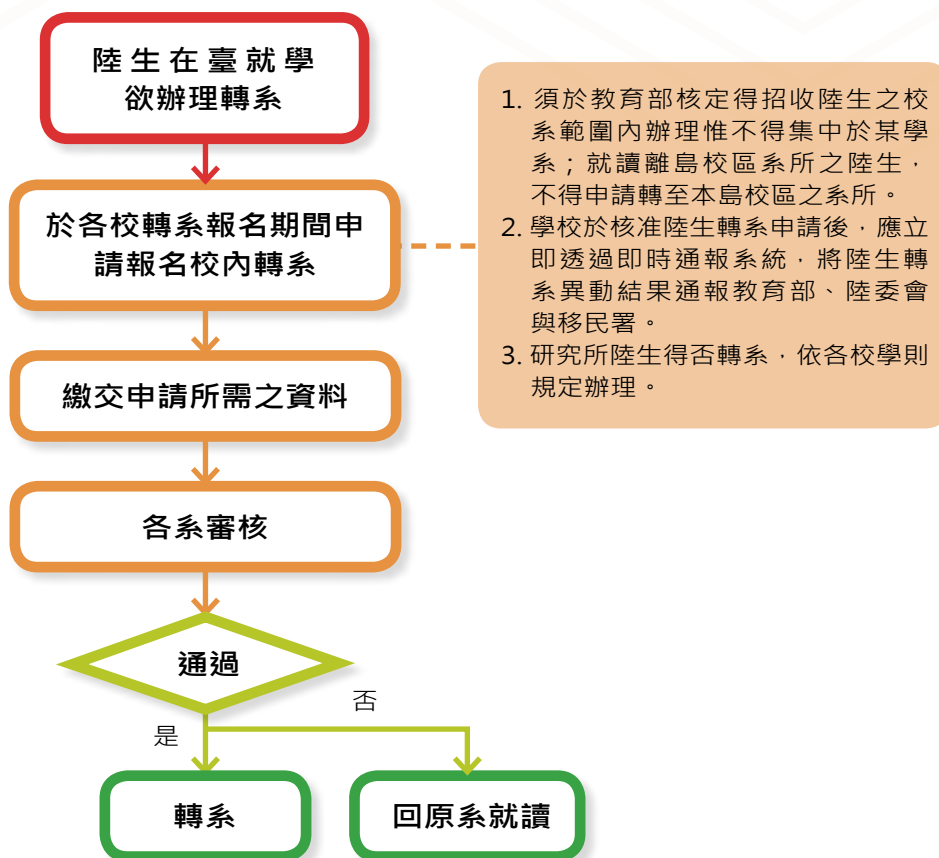 陸生在臺就學
欲辦理轉系
於各校轉系報名期間申
請報名校內轉系
1. 須於教育部核定得招收陸生之校
系範圍內辦理惟不得集中於某學
系；就讀離島校區系所之陸生，
不得申請轉至本島校區之系所。
2. 學校於核准陸生轉系申請後，應立
即透過即時通報系統，將陸生轉
系異動結果通報教育部、陸委會
與移民署。
3. 研究所陸生得否轉系，依各校學則
規定辦理。
繳交申請所需之資料
各系審核
通過
否
是
轉系
回原系就讀